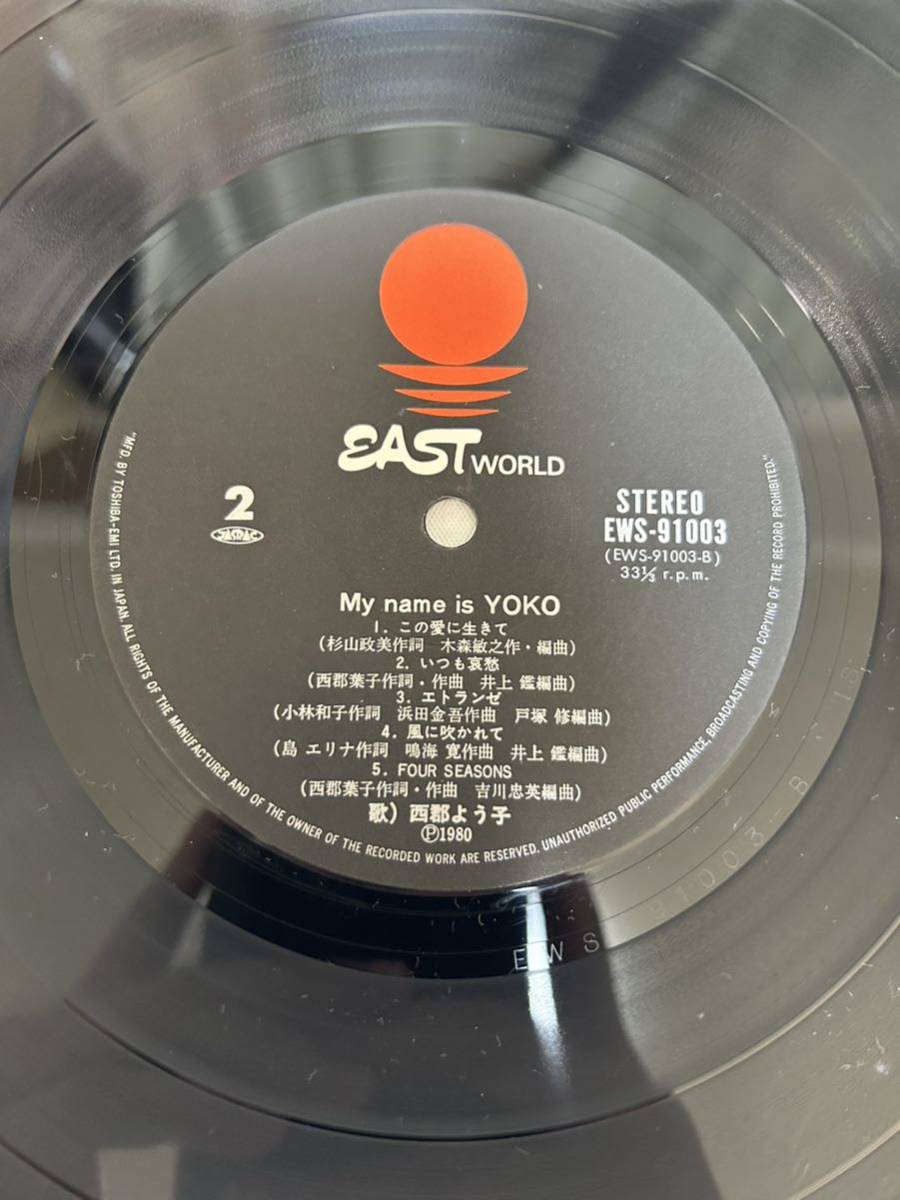 EAST WORLD
2
JASRAC
STEREO
EWS-91003
(EWS-91003-B)
33⅓ r.p.m.
My name is YOKO
1. この愛に生きて
(杉山政美作詞 木森敏之作・編曲)
2. いつも哀愁
(西郡葉子作詞・作曲 井上 鑑編曲)
3. エトランゼ
(小林和子作詞 浜田金吾作曲 戸塚 修編曲)
4. 風に吹かれて
(島 エリナ作詞 鳴海 寛作曲 井上 鑑編曲)
5. FOUR SEASONS
(西郡葉子作詞・作曲 吉川忠英編曲)
歌) 西郡よう子
Ⓟ1980
"MFD. BY TOSHIBA-EMI LTD. IN JAPAN. ALL RIGHTS OF THE MANUFACTURER AND OF THE OWNER OF THE RECORDED WORK ARE RESERVED. UNAUTHORIZED PUBLIC PERFORMANCE, BROADCASTING AND COPYING OF THE RECORD PROHIBITED."
EWS 91003-B